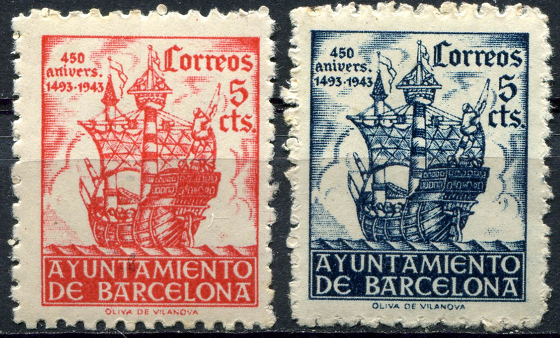 450
anivers.
1493-1943
Correos
5
cts.
AYUNTAMIENTO
DE BARCELONA
OLIVA DE VILANOVA
450
anivers.
1493-1943
Correos
5
cts.
AYUNTAMIENTO
DE BARCELONA
OLIVA DE VILANOVA